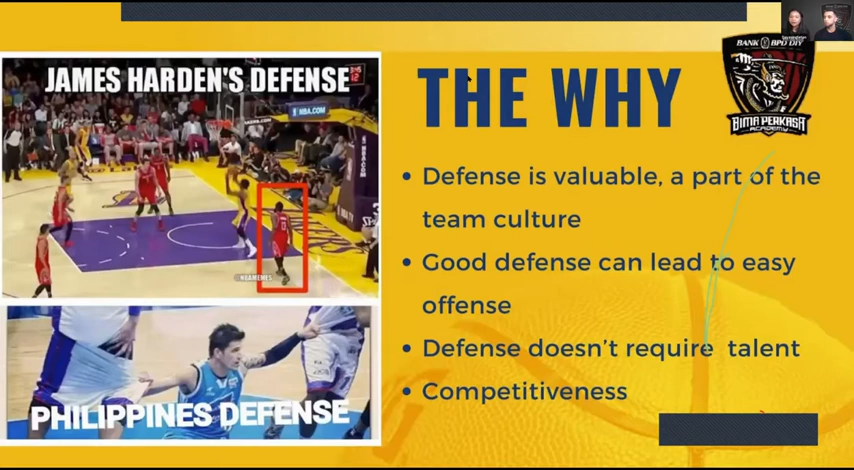 JAMES HARDEN'S DEFENSE
NBA.COM
@NBAMEMES
PHILIPPINES DEFENSE
THE WHY
BANK BPD DIY
BIMA PERKASA
ACADEMY
• Defense is valuable, a part of the
team culture
• Good defense can lead to easy
offense
• Defense doesn't require talent
• Competitiveness